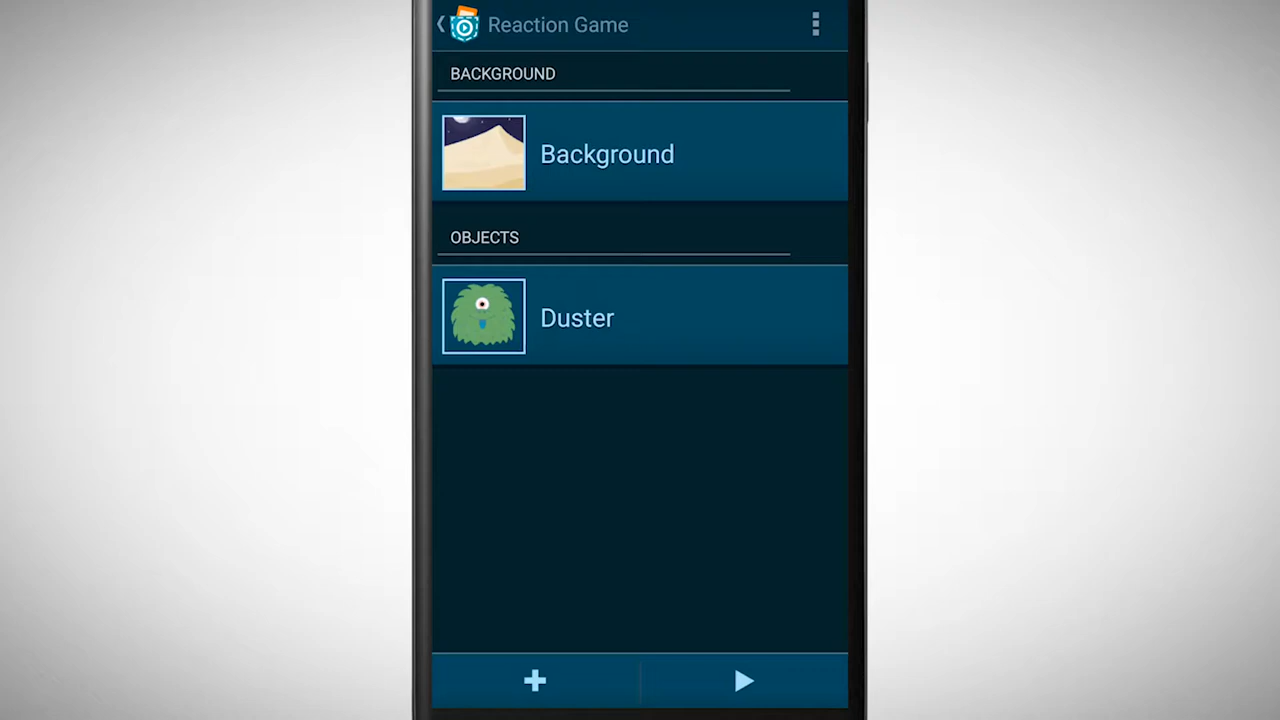 Reaction Game
BACKGROUND
Background
OBJECTS
Duster